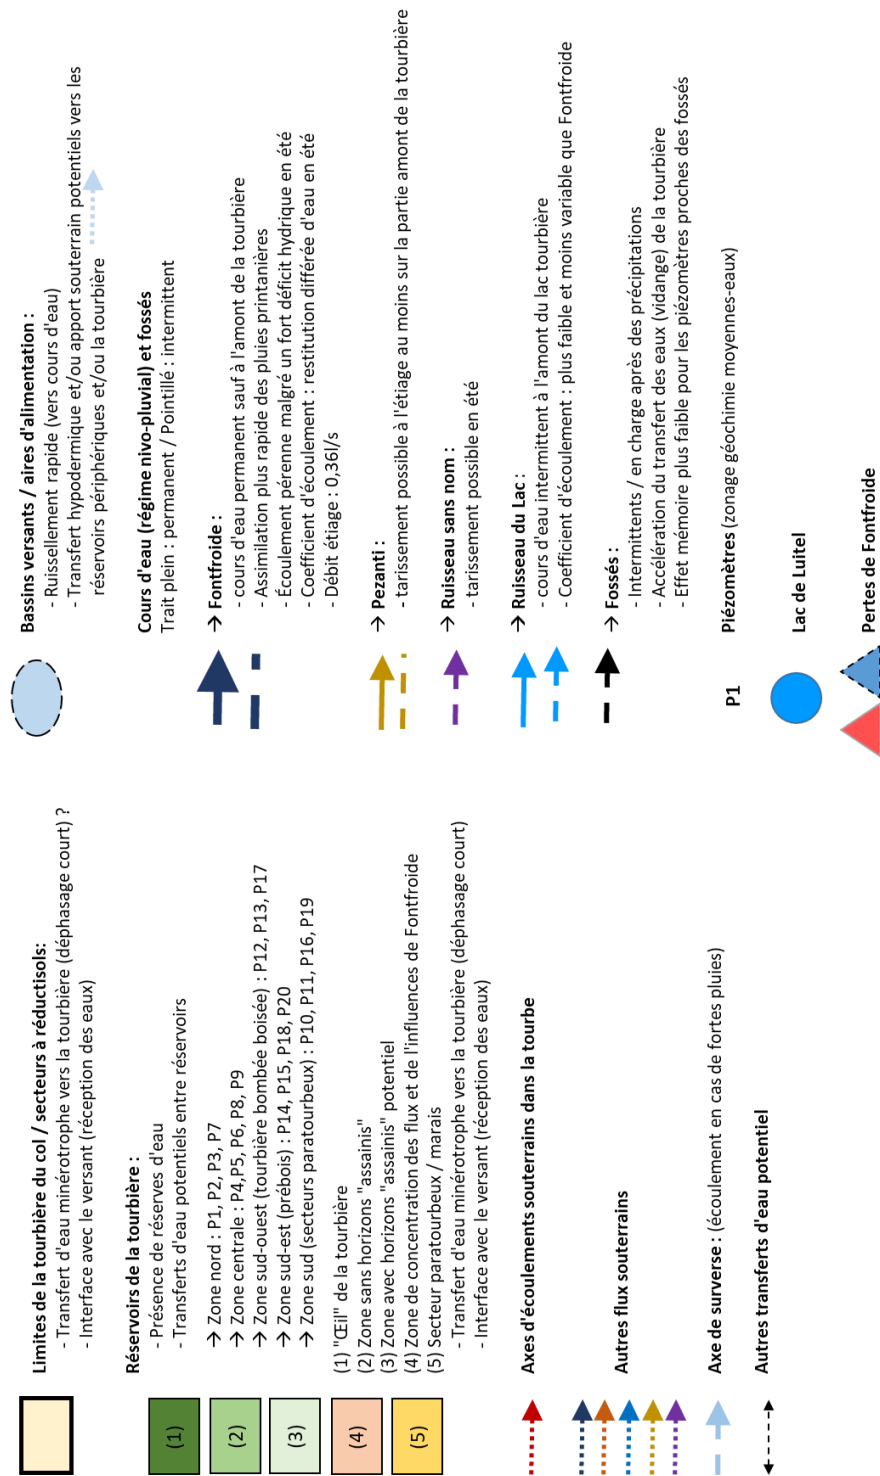 Limites de la tourbière du col / secteurs à réductisols:
- Transfert d'eau minérotrophe vers la tourbière (déphasage court) ?
- Interface avec le versant (réception des eaux)
Réservoirs de la tourbière :
- Présence de réserves d'eau
- Transferts d'eau potentiels entre réservoirs
→ Zone nord : P1, P2, P3, P7
→ Zone centrale : P4,P5, P6, P8, P9
→ Zone sud-ouest (tourbière bombée boisée) : P12, P13, P17
→ Zone sud-est (prébois) : P14, P15, P18, P20
→ Zone sud (secteurs paratourbeux) : P10, P11, P16, P19
(1)
(2)
(3)
(4)
(5)
(1) "Œil" de la tourbière
(2) Zone sans horizons "assainis"
(3) Zone avec horizons "assainis" potentiel
(4) Zone de concentration des flux et de l'influences de Fontfroide
(5) Secteur paratourbeux / marais
- Transfert d'eau minérotrophe vers la tourbière (déphasage court)
- Interface avec le versant (réception des eaux)
Axes d'écoulements souterrains dans la tourbe
Autres flux souterrains
Axe de surverse : (écoulement en cas de fortes pluies)
Autres transferts d'eau potentiel
Bassins versants / aires d'alimentation :
- Ruissellement rapide (vers cours d'eau)
- Transfert hypodermique et/ou apport souterrain potentiels vers les
réservoirs périphériques et/ou la tourbière
Cours d'eau (régime nivo-pluvial) et fossés
Trait plein : permanent / Pointillé : intermittent
→ Fontfroide :
- cours d'eau permanent sauf à l'amont de la tourbière
- Assimilation plus rapide des pluies printanières
- Écoulement pérenne malgré un fort déficit hydrique en été
- Coefficient d'écoulement : restitution différée d'eau en été
- Débit étiage : 0,36l/s
→ Pezanti :
- tarissement possible à l'étiage au moins sur la partie amont de la tourbière
→ Ruisseau sans nom :
- tarissement possible en été
→ Ruisseau du Lac :
- cours d'eau intermittent à l'amont du lac tourbière
- Coefficient d'écoulement : plus faible et moins variable que Fontfroide
→ Fossés :
- Intermittents / en charge après des précipitations
- Accélération du transfert des eaux (vidange) de la tourbière
- Effet mémoire plus faible pour les piézomètres proches des fossés
P1
Piézomètres (zonage géochimie moyennes-eaux)
Lac de Luitel
Pertes de Fontfroide